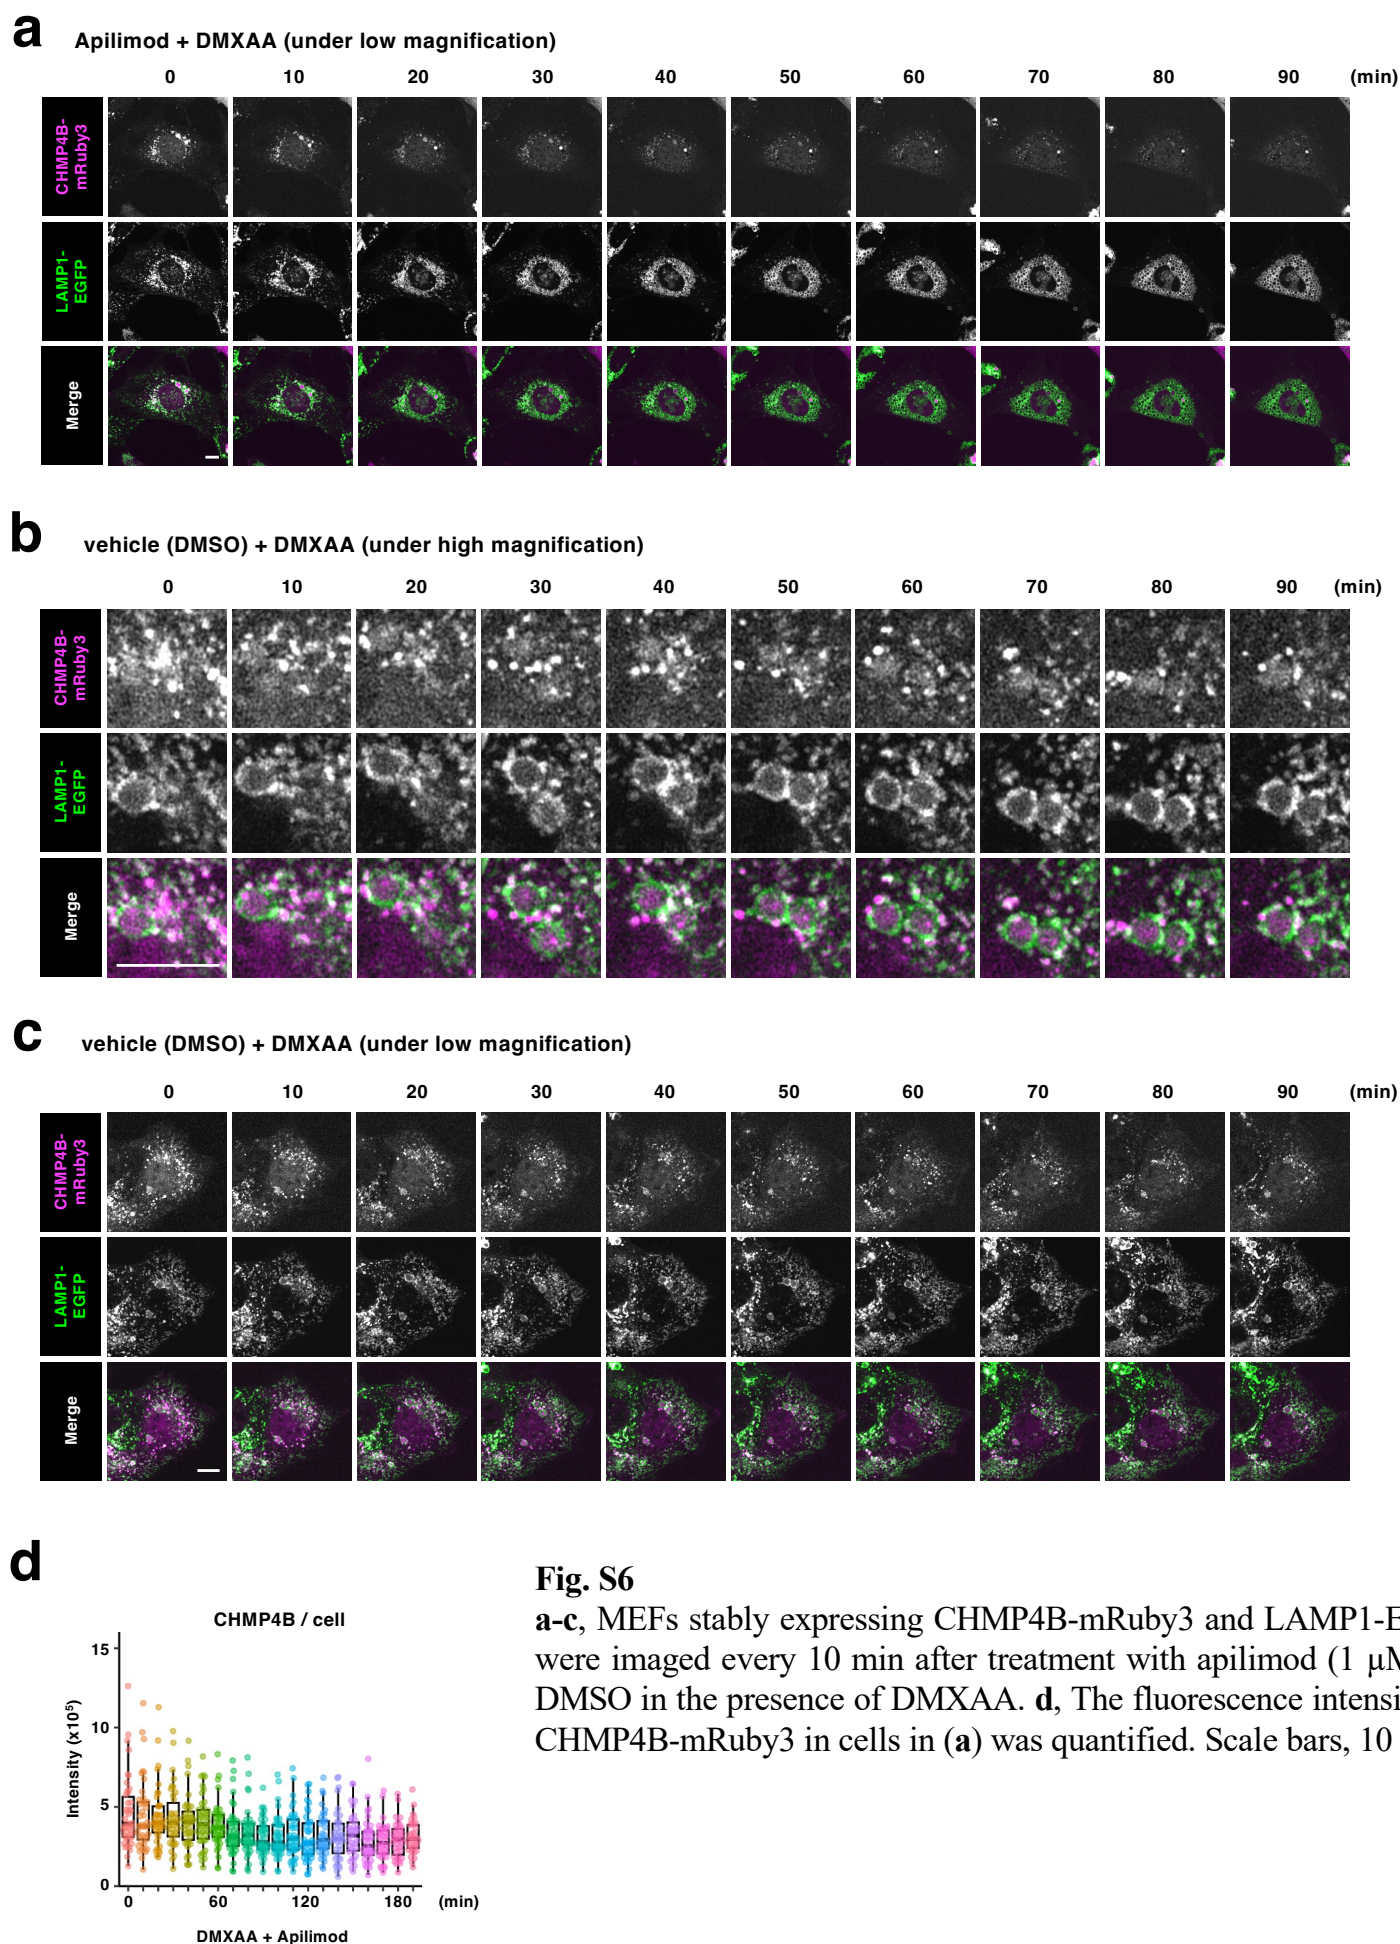 a
Apilimod + DMXAA (under low magnification)
0 10 20 30 40 50 60 70 80 90 (min)
CHMP4B-
mRuby3
LAMP1-
EGFP
Merge
b
vehicle (DMSO) + DMXAA (under high magnification)
0 10 20 30 40 50 60 70 80 90 (min)
CHMP4B-
mRuby3
LAMP1-
EGFP
Merge
c
vehicle (DMSO) + DMXAA (under low magnification)
0 10 20 30 40 50 60 70 80 90 (min)
CHMP4B-
mRuby3
LAMP1-
EGFP
Merge
d
CHMP4B / cell
Intensity (x10⁵)
15
10
5
0
0 60 120 180 (min)
DMXAA + Apilimod
Fig. S6
a-c, MEFs stably expressing CHMP4B-mRuby3 and LAMP1-E
were imaged every 10 min after treatment with apilimod (1 μM
DMSO in the presence of DMXAA. d, The fluorescence intensi
CHMP4B-mRuby3 in cells in (a) was quantified. Scale bars, 10